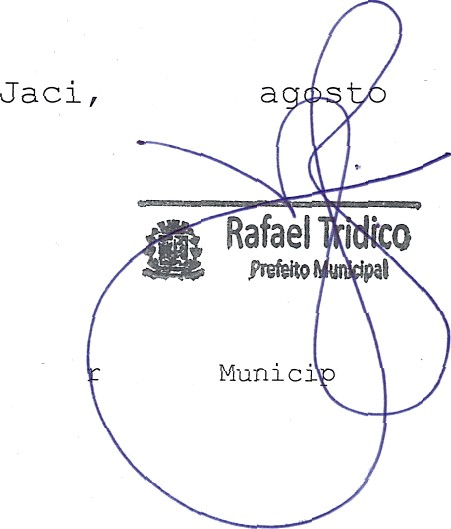 Jaci, agosto
Rafael Tridico
Prefeito Municipal
r Municip